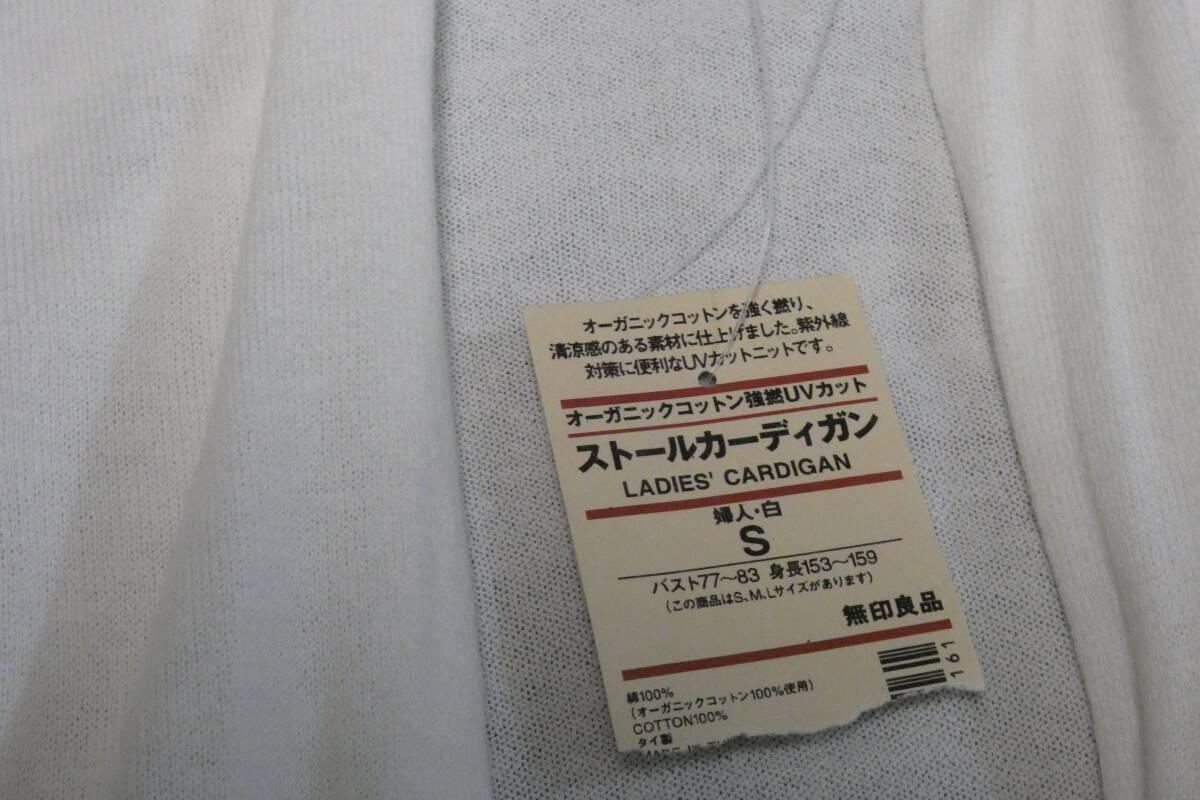 オーガニックコットンを強く撚り、
清涼感のある素材に仕上げました。紫外線
対策に便利なUVカットニットです。
オーガニックコットン強撚UVカット
ストールカーディガン
LADIES' CARDIGAN
婦人・白
S
バスト77〜83 身長153〜159
(この商品はS、M、Lサイズがあります)
無印良品
161
綿100%
(オーガニックコットン100%使用)
COTTON100%
タイ製